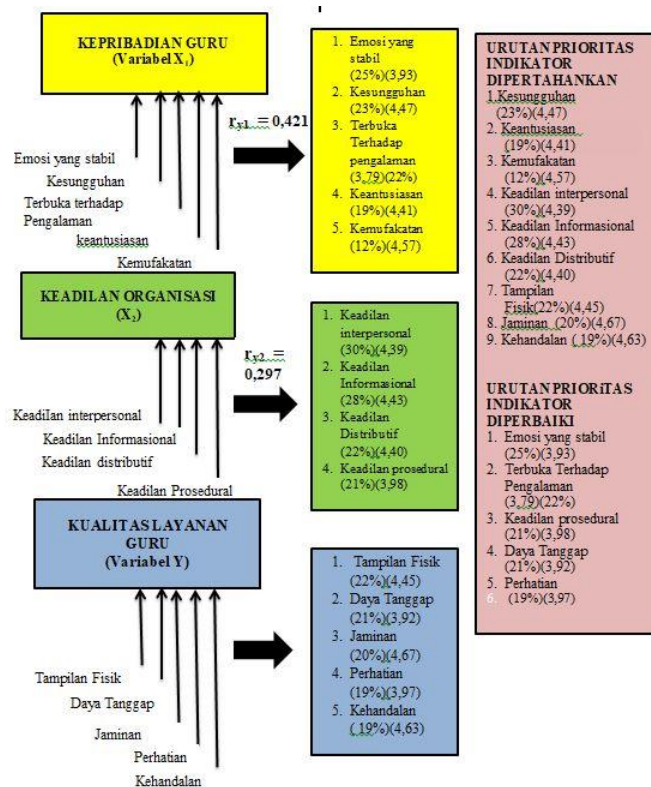 KEPRIBADIAN GURU
(Variabel X1)
Emosi yang stabil
Kesungguhan
Terbuka terhadap
Pengalaman
keantusiasan
Kemufakatan
ry1 = 0,421
1. Emosi yang
stabil
(25%)(3,93)
2. Kesungguhan
(23%)(4,47)
3. Terbuka
Terhadap
pengalaman
(3,79)(22%)
4. Keantusiasan
(19%)(4,41)
5. Kemufakatan
(12%)(4,57)
KEADILAN ORGANISASI
(X2)
Keadilan interpersonal
Keadilan Informasional
Keadilan distributif
Keadilan Prosedural
ry2 =
0,297
1. Keadilan
interpersonal
(30%)(4,39)
2. Keadilan
Informasional
(28%)(4,43)
3. Keadilan
Distributif
(22%)(4,40)
4. Keadilan prosedural
(21%)(3,98)
KUALITAS LAYANAN
GURU
(Variabel Y)
Tampilan Fisik
Daya Tanggap
Jaminan
Perhatian
Kehandalan
1. Tampilan Fisik
(22%)(4,45)
2. Daya Tanggap
(21%)(3,92)
3. Jaminan
(20%)(4,67)
4. Perhatian
(19%)(3,97)
5. Kehandalan
( 19%)(4,63)
URUTAN PRIORITAS
INDIKATOR
DIPERTAHANKAN
1.Kesungguhan
(23%)(4,47)
2. Keantusiasan
(19%)(4,41)
3. Kemufakatan
(12%)(4,57)
4. Keadilan interpersonal
(30%)(4,39)
5. Keadilan Informasional
(28%)(4,43)
6. Keadilan Distributif
(22%)(4,40)
7. Tampilan
Fisik(22%)(4,45)
8. Jaminan (20%)(4,67)
9. Kehandalan ( 19%)(4,63)
URUTAN PRIORiTAS
INDIKATOR
DIPERBAIKI
1. Emosi yang stabil
(25%)(3,93)
2. Terbuka Terhadap
Pengalaman
(3,79)(22%)
3. Keadilan prosedural
(21%)(3,98)
4. Daya Tanggap
(21%)(3,92)
5. Perhatian
6. (19%)(3,97)